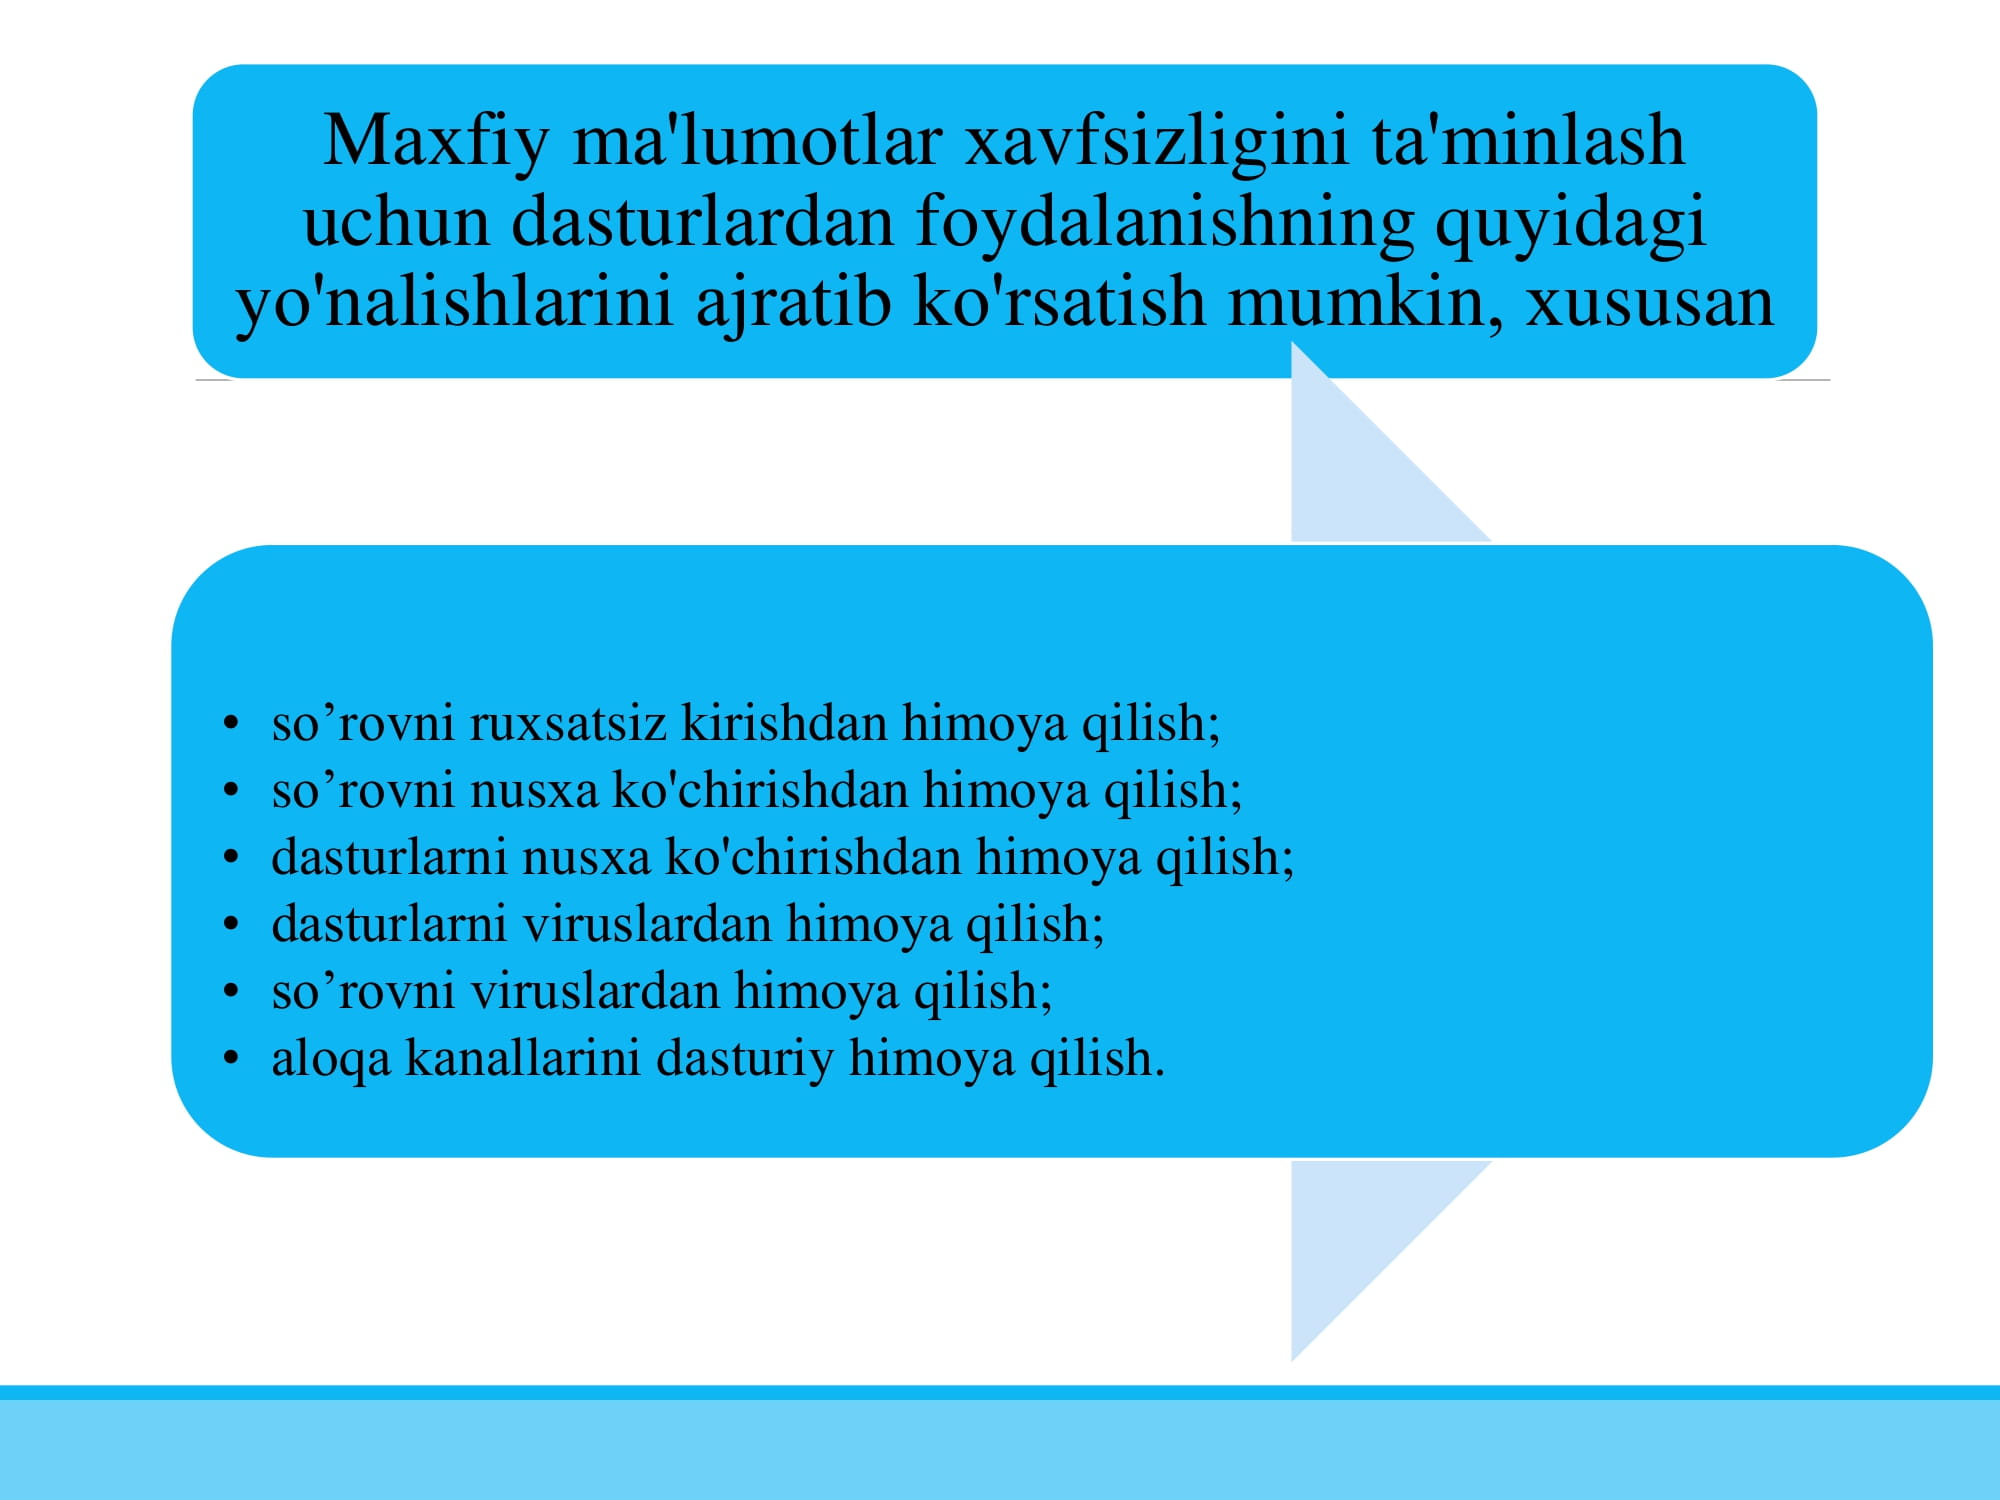 Maxfiy ma'lumotlar xavfsizligini ta'minlash
uchun dasturlardan foydalanishning quyidagi
yo'nalishlarini ajratib ko'rsatish mumkin, xususan
• so’rovni ruxsatsiz kirishdan himoya qilish;
• so’rovni nusxa ko'chirishdan himoya qilish;
• dasturlarni nusxa ko'chirishdan himoya qilish;
• dasturlarni viruslardan himoya qilish;
• so’rovni viruslardan himoya qilish;
• aloqa kanallarini dasturiy himoya qilish.